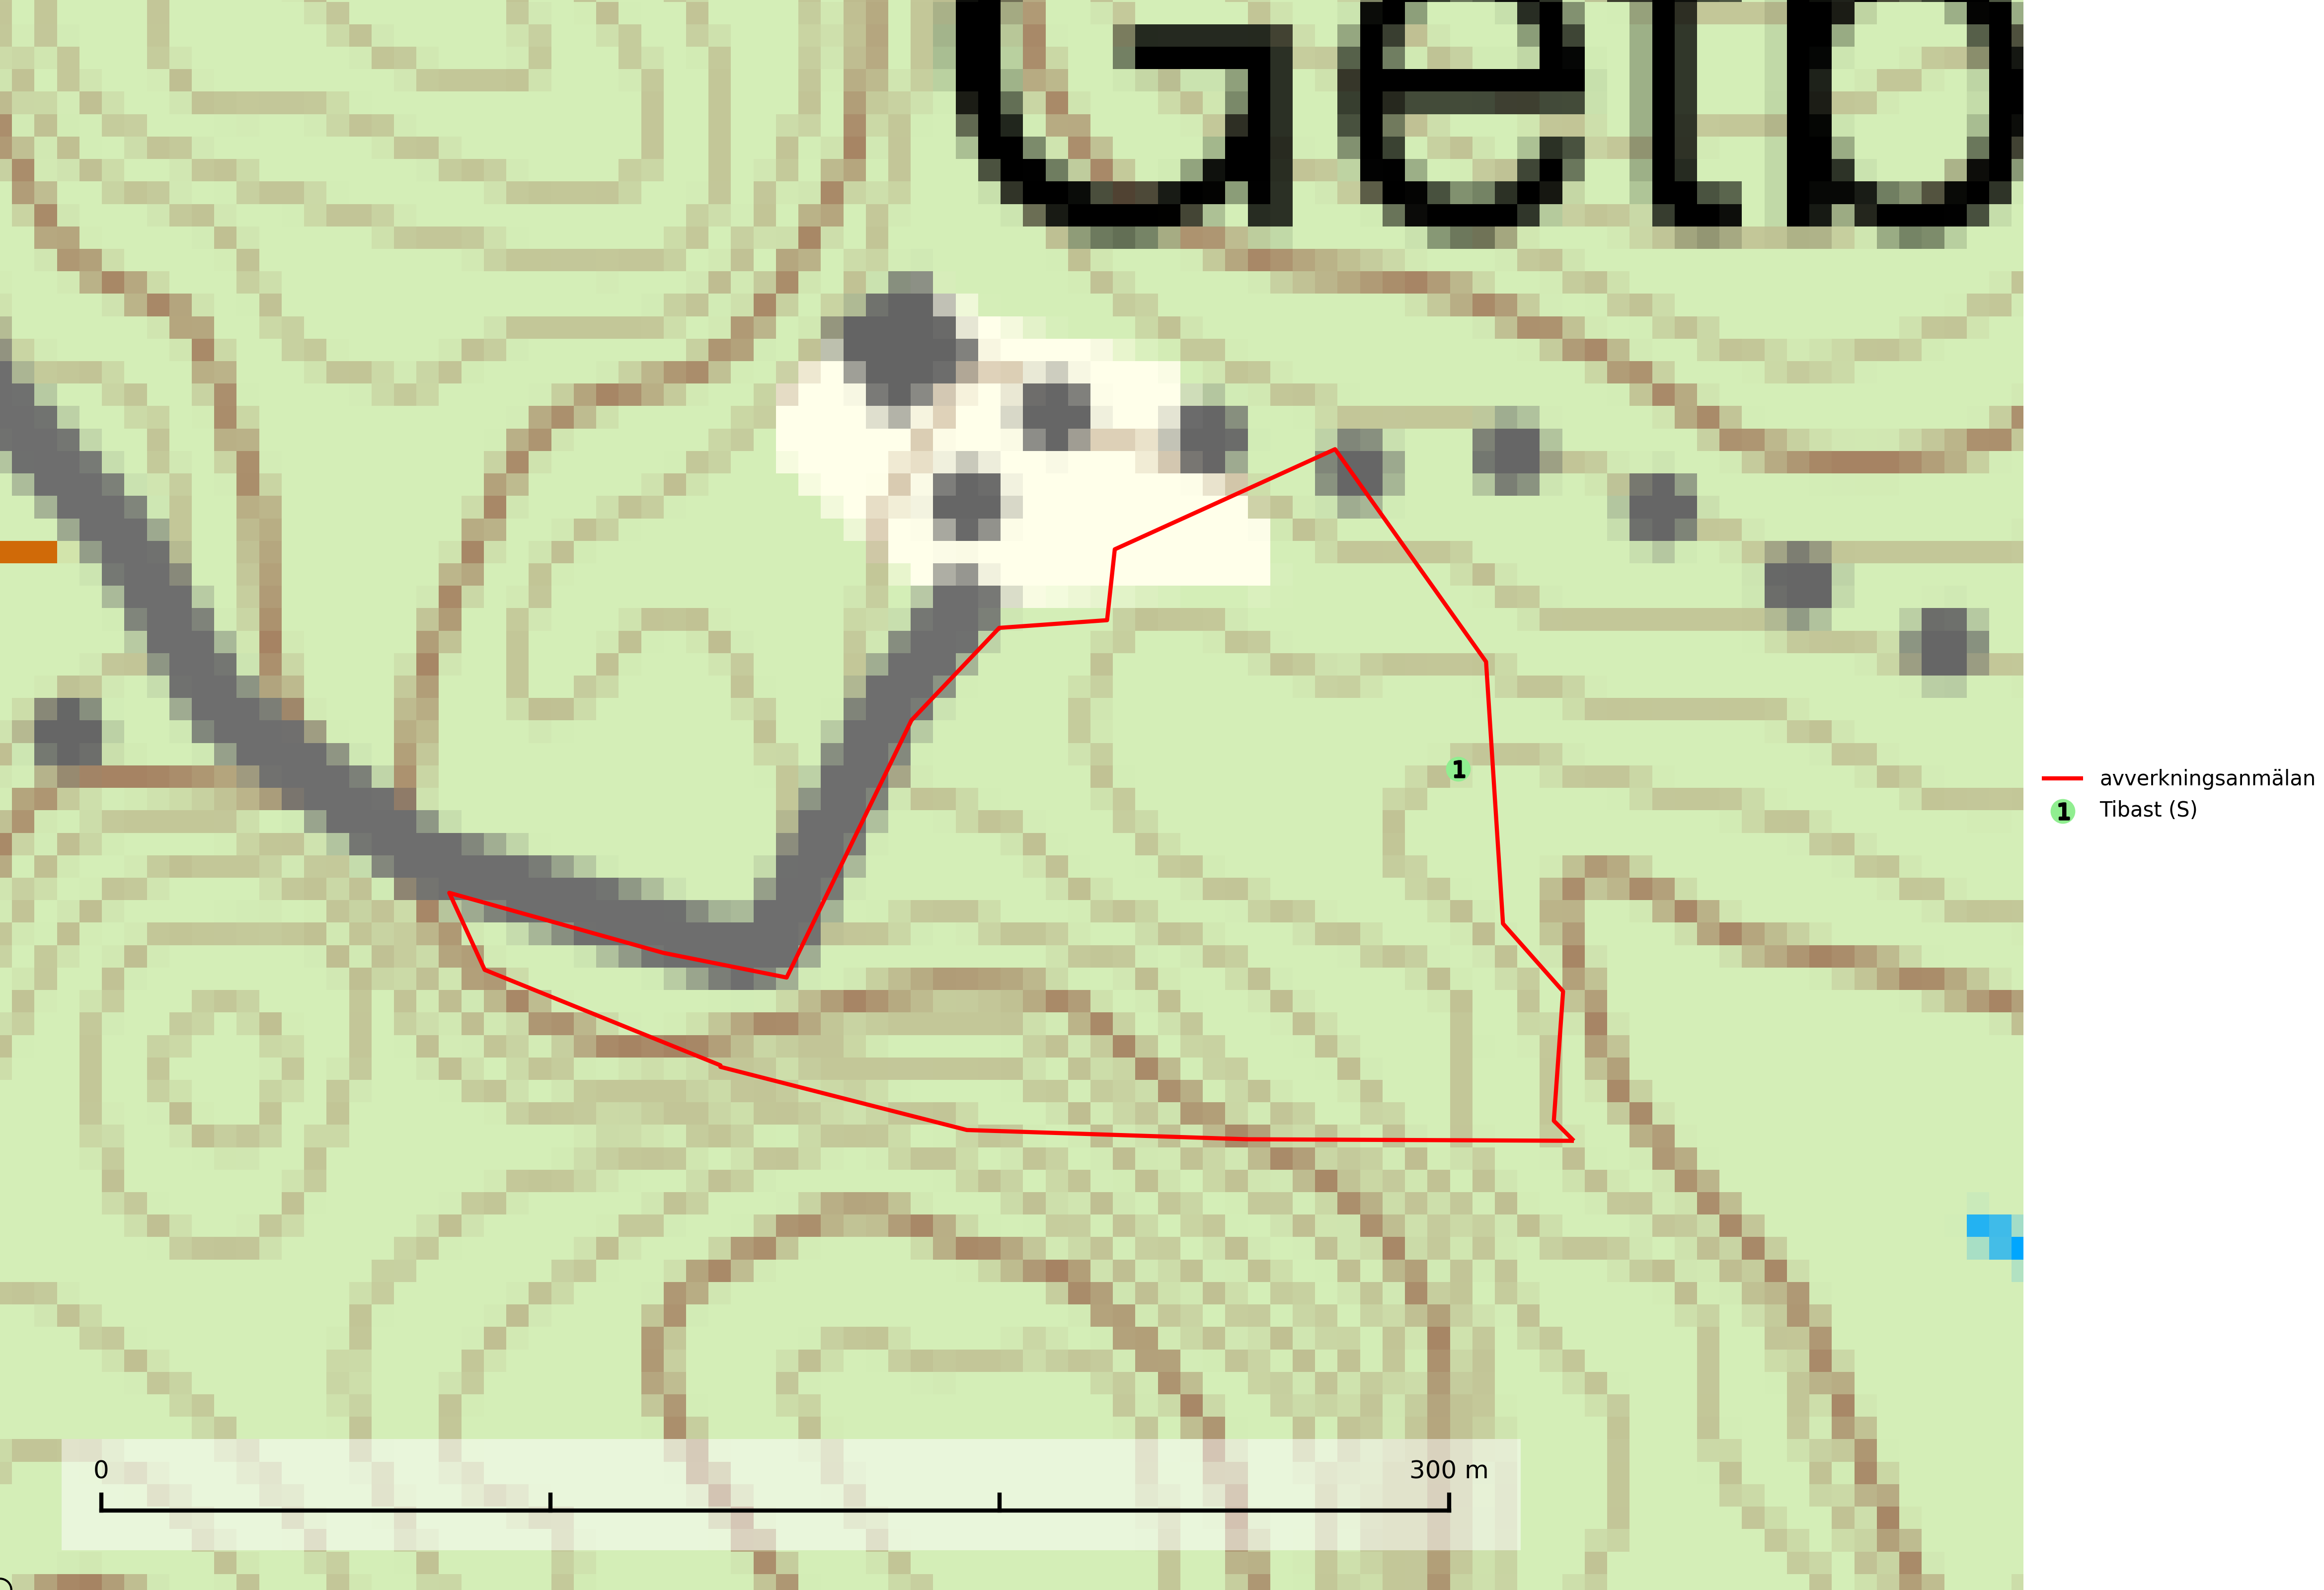 avverkningsanmälan
1
1 Tibast (S)
0 300 m